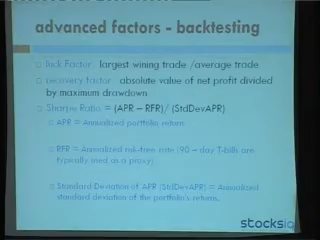 advanced factors - backtesting
luck Factor: largest wining trade /average trade
recovery factor: absolute value of net profit divided
by maximum drawdown
Sharpe Ratio = (APR – RFR)/ (StdDevAPR)
APR = Annualized portfolio return
RFR = Annualized risk-free rate (90 – day T-bills are
typically used as a proxy)
Standard Deviation of APR (StdDevAPR) = Annualized
standard deviation of the portfolio's returns.
stocksiq